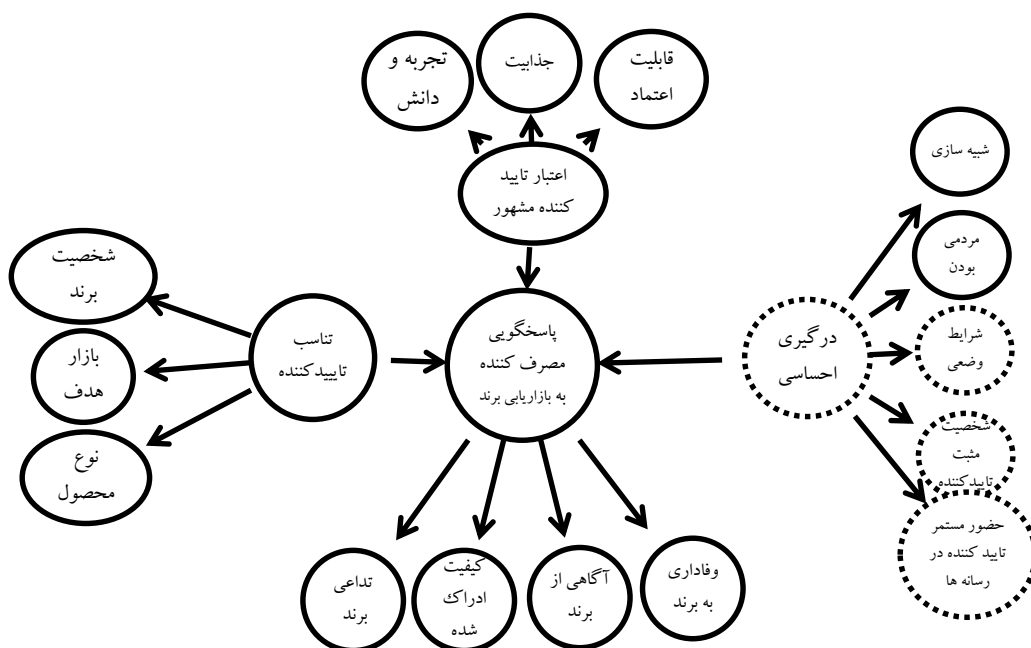 قابلیت
اعتماد
جذابیت
تجربه و
دانش
اعتبار تایید
کننده مشهور
شبیه سازی
مردمی
بودن
شرایط
وضعی
شخصیت
مثبت
تاییدکننده
حضور مستمر
تایید کننده در
رسانه ها
درگیری
احساسی
پاسخگویی
مصرف کننده
به بازاریابی برند
تناسب
تاییدکننده
شخصیت
برند
بازار
هدف
نوع
محصول
وفاداری
به برند
آگاهی از
برند
کیفیت
ادراک
شده
تداعی
برند